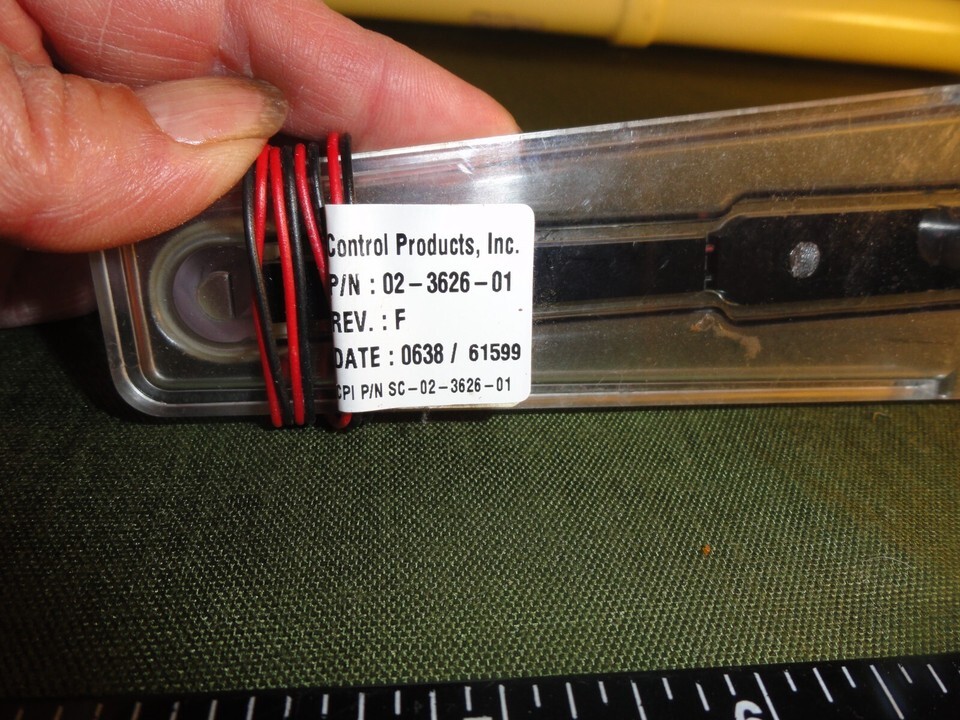 Control Products, Inc.
P/N : 02-3626-01
REV. : F
DATE : 0638 / 61599
CPI P/N SC-02-3626-01